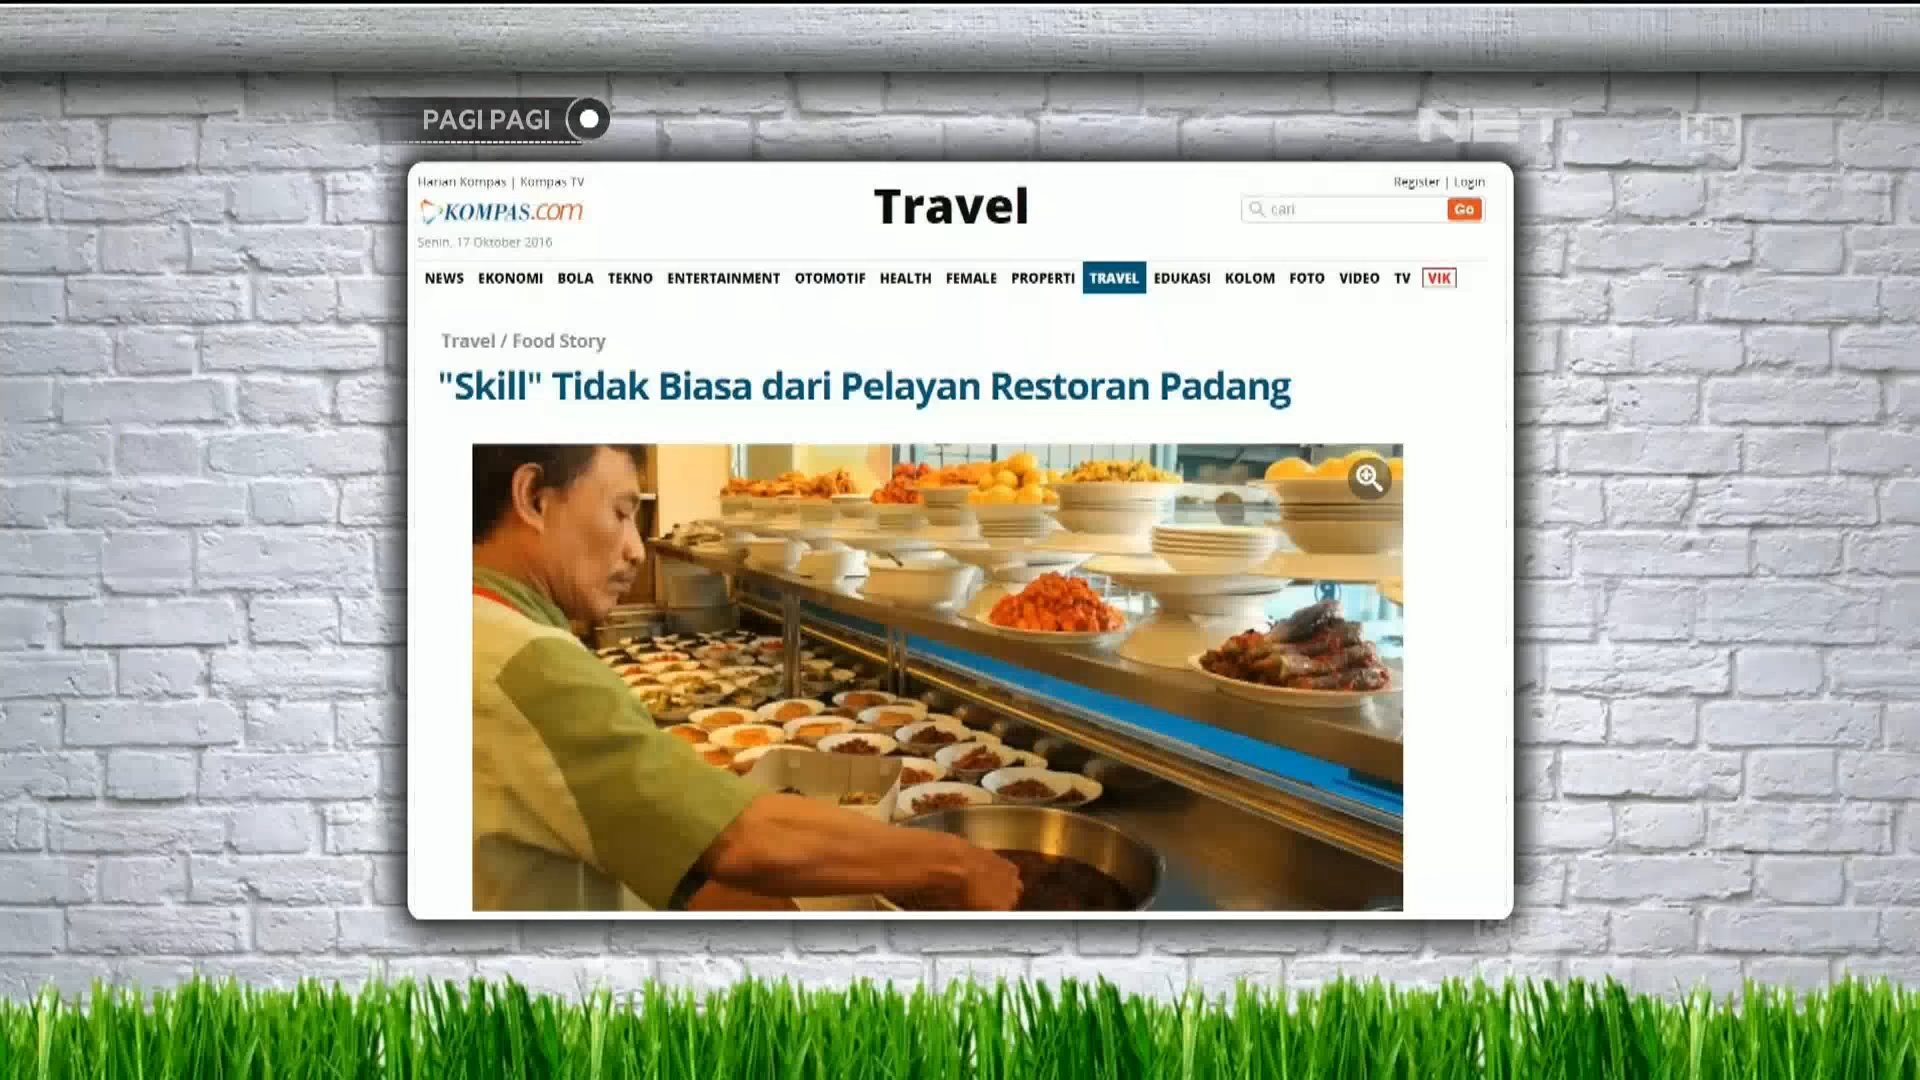 PAGI PAGI
NET.
HD
Harian Kompas | Kompas TV
Register | Login
KOMPAS.com
Travel
cari
Go
Senin, 17 Oktober 2016
NEWS EKONOMI BOLA TEKNO ENTERTAINMENT OTOMOTIF HEALTH FEMALE PROPERTI TRAVEL EDUKASI KOLOM FOTO VIDEO TV VIK
Travel / Food Story
"Skill" Tidak Biasa dari Pelayan Restoran Padang